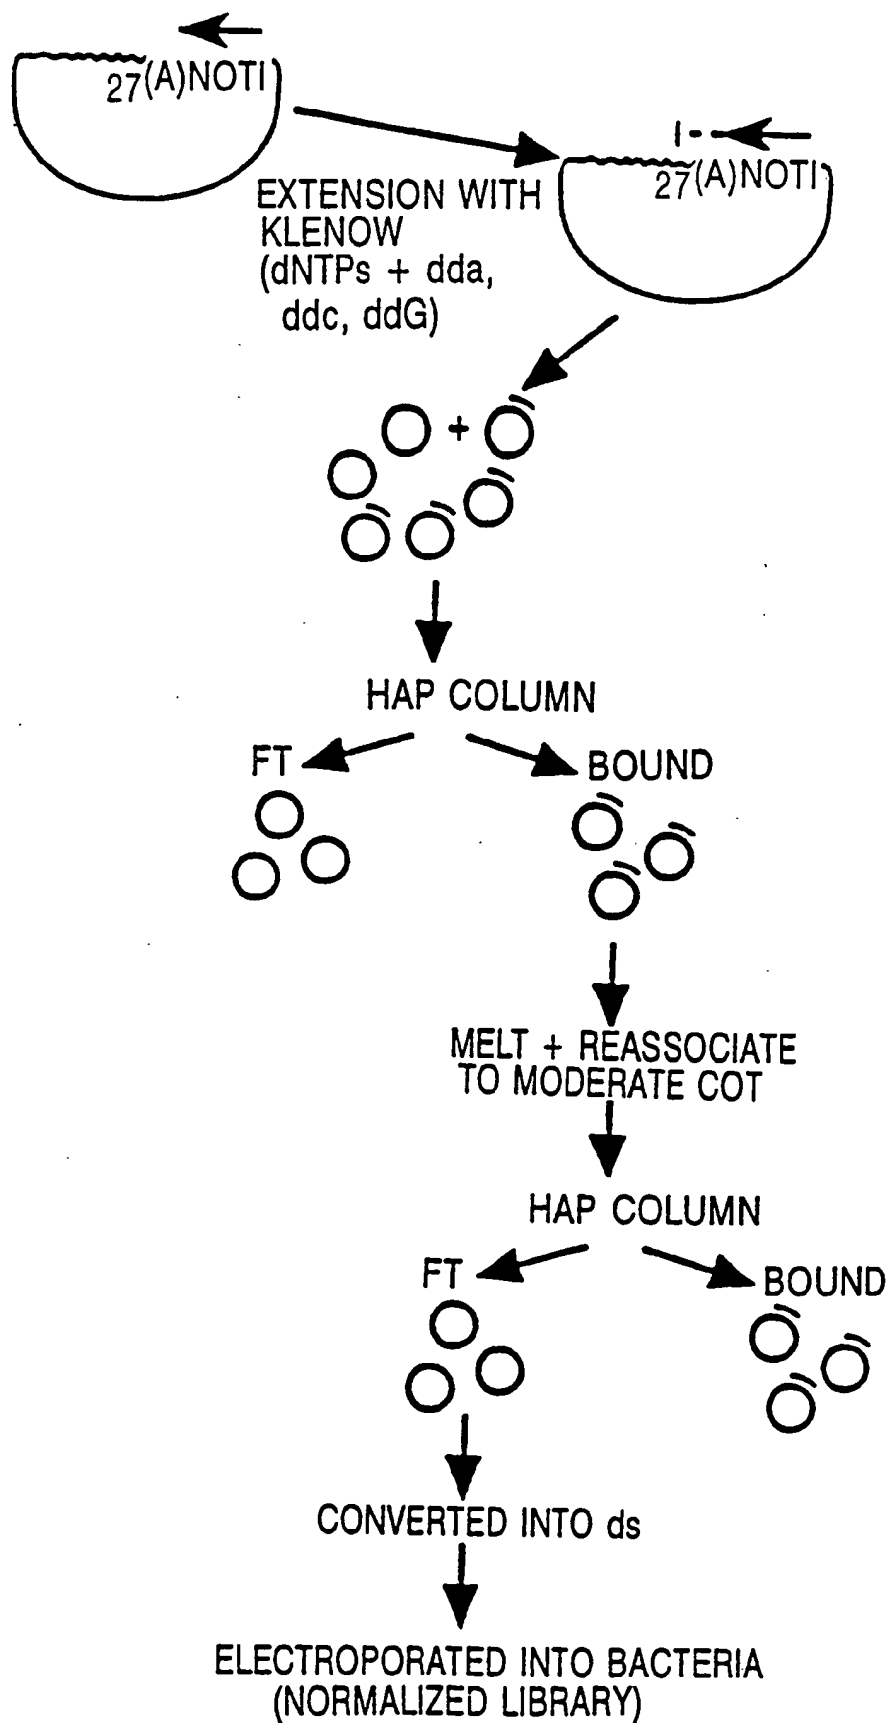 27(A)NOTI
27(A)NOTI
EXTENSION WITH
KLENOW
(dNTPs + dda,
ddc, ddG)
+
HAP COLUMN
FT
BOUND
MELT + REASSOCIATE
TO MODERATE COT
HAP COLUMN
FT
BOUND
CONVERTED INTO ds
ELECTROPORATED INTO BACTERIA
(NORMALIZED LIBRARY)